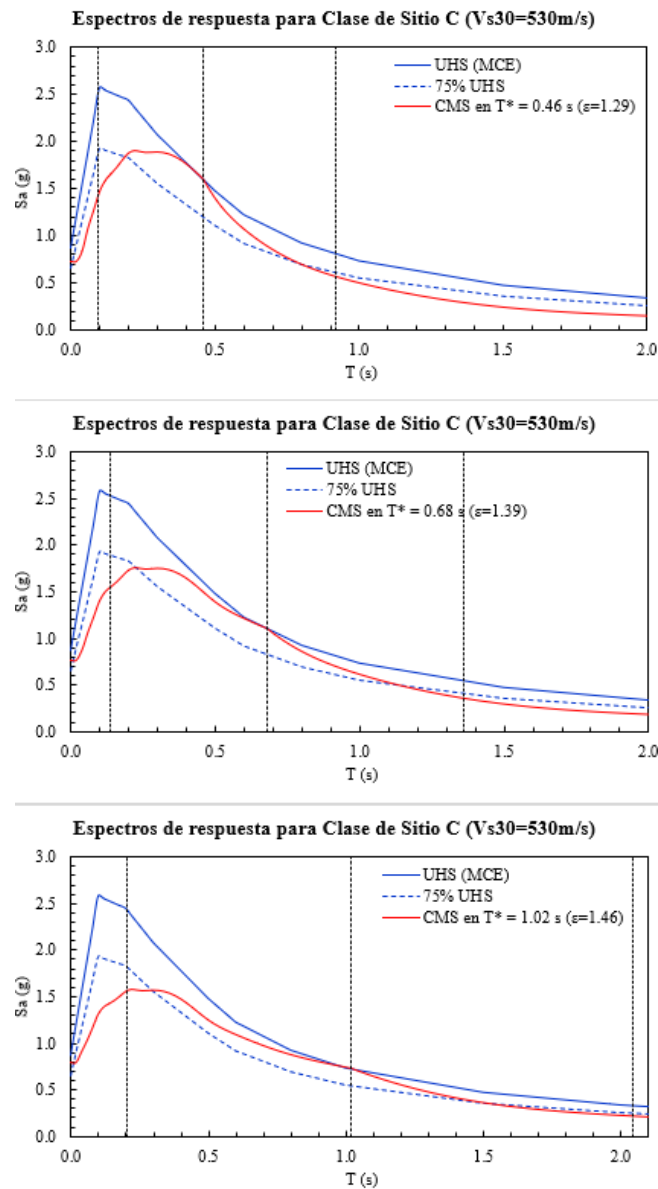 Espectros de respuesta para Clase de Sitio C (Vs30=530m/s)
3.0
2.5
2.0
1.5
1.0
0.5
0.0
Sa (g)
UHS (MCE)
75% UHS
CMS en T* = 0.46 s (ε=1.29)
0.0 0.5 1.0 1.5 2.0
T (s)
Espectros de respuesta para Clase de Sitio C (Vs30=530m/s)
3.0
2.5
2.0
1.5
1.0
0.5
0.0
Sa (g)
UHS (MCE)
75% UHS
CMS en T* = 0.68 s (ε=1.39)
0.0 0.5 1.0 1.5 2.0
T (s)
Espectros de respuesta para Clase de Sitio C (Vs30=530m/s)
3.0
2.5
2.0
1.5
1.0
0.5
0.0
Sa (g)
UHS (MCE)
75% UHS
CMS en T* = 1.02 s (ε=1.46)
0.0 0.5 1.0 1.5 2.0
T (s)